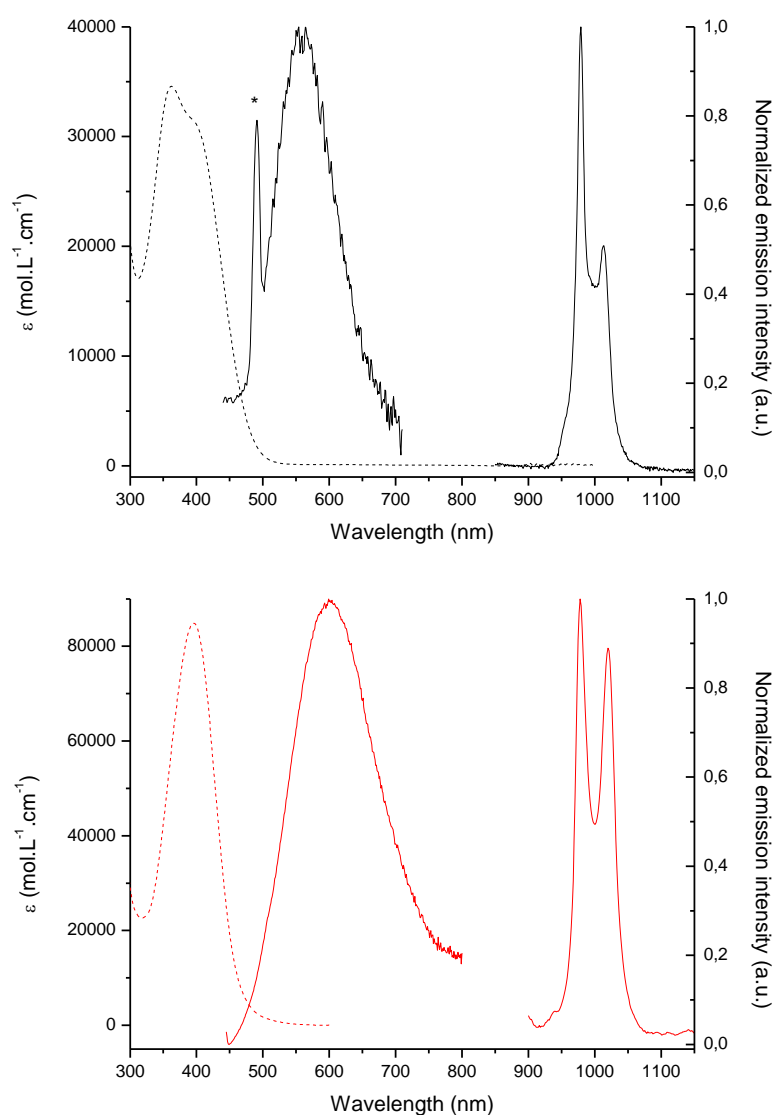 40000
30000
20000
10000
0
ε (mol.L⁻¹.cm⁻¹)
*
1,0
0,8
0,6
0,4
0,2
0,0
Normalized emission intensity (a.u.)
300 400 500 600 700 800 900 1000 1100
Wavelength (nm)
80000
60000
40000
20000
0
ε (mol.L⁻¹.cm⁻¹)
1,0
0,8
0,6
0,4
0,2
0,0
Normalized emission intensity (a.u.)
300 400 500 600 700 800 900 1000 1100
Wavelength (nm)